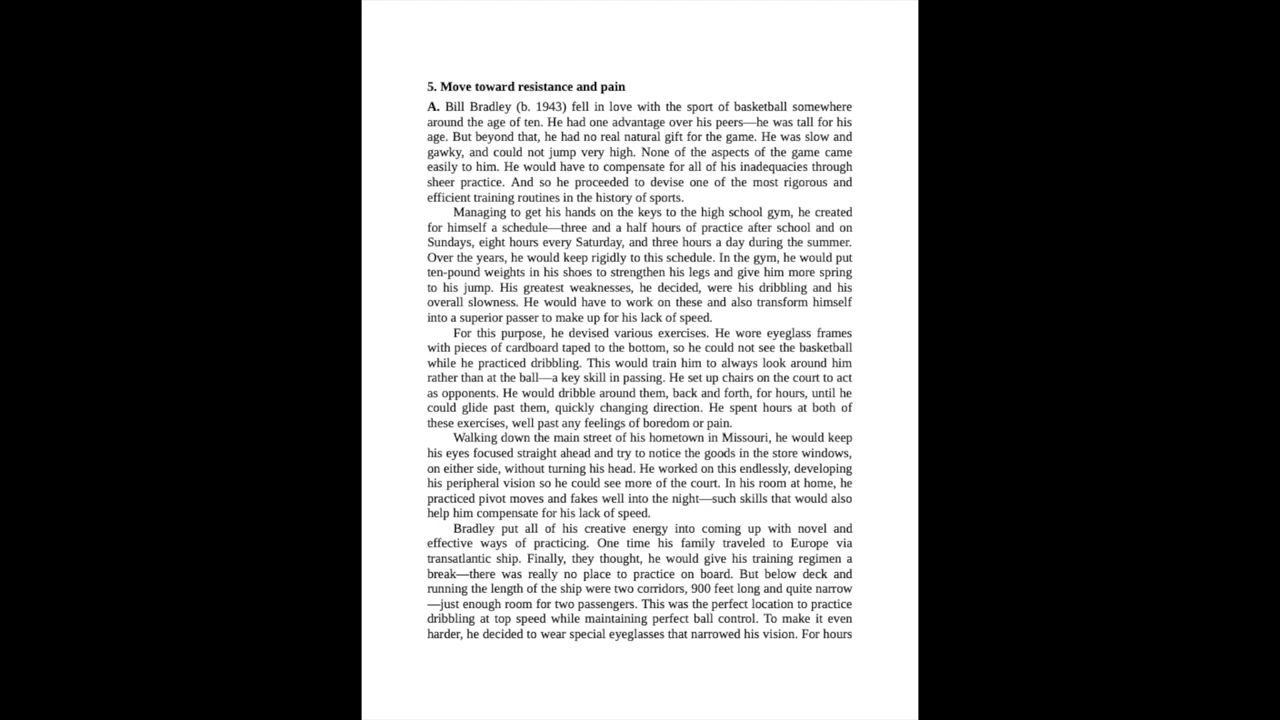 5. Move toward resistance and pain
A. Bill Bradley (b. 1943) fell in love with the sport of basketball somewhere
around the age of ten. He had one advantage over his peers—he was tall for his
age. But beyond that, he had no real natural gift for the game. He was slow and
gawky, and could not jump very high. None of the aspects of the game came
easily to him. He would have to compensate for all of his inadequacies through
sheer practice. And so he proceeded to devise one of the most rigorous and
efficient training routines in the history of sports.
Managing to get his hands on the keys to the high school gym, he created
for himself a schedule—three and a half hours of practice after school and on
Sundays, eight hours every Saturday, and three hours a day during the summer.
Over the years, he would keep rigidly to this schedule. In the gym, he would put
ten-pound weights in his shoes to strengthen his legs and give him more spring
to his jump. His greatest weaknesses, he decided, were his dribbling and his
overall slowness. He would have to work on these and also transform himself
into a superior passer to make up for his lack of speed.
For this purpose, he devised various exercises. He wore eyeglass frames
with pieces of cardboard taped to the bottom, so he could not see the basketball
while he practiced dribbling. This would train him to always look around him
rather than at the ball—a key skill in passing. He set up chairs on the court to act
as opponents. He would dribble around them, back and forth, for hours, until he
could glide past them, quickly changing direction. He spent hours at both of
these exercises, well past any feelings of boredom or pain.
Walking down the main street of his hometown in Missouri, he would keep
his eyes focused straight ahead and try to notice the goods in the store windows,
on either side, without turning his head. He worked on this endlessly, developing
his peripheral vision so he could see more of the court. In his room at home, he
practiced pivot moves and fakes well into the night—such skills that would also
help him compensate for his lack of speed.
Bradley put all of his creative energy into coming up with novel and
effective ways of practicing. One time his family traveled to Europe via
transatlantic ship. Finally, they thought, he would give his training regimen a
break—there was really no place to practice on board. But below deck and
running the length of the ship were two corridors, 900 feet long and quite narrow
—just enough room for two passengers. This was the perfect location to practice
dribbling at top speed while maintaining perfect ball control. To make it even
harder, he decided to wear special eyeglasses that narrowed his vision. For hours